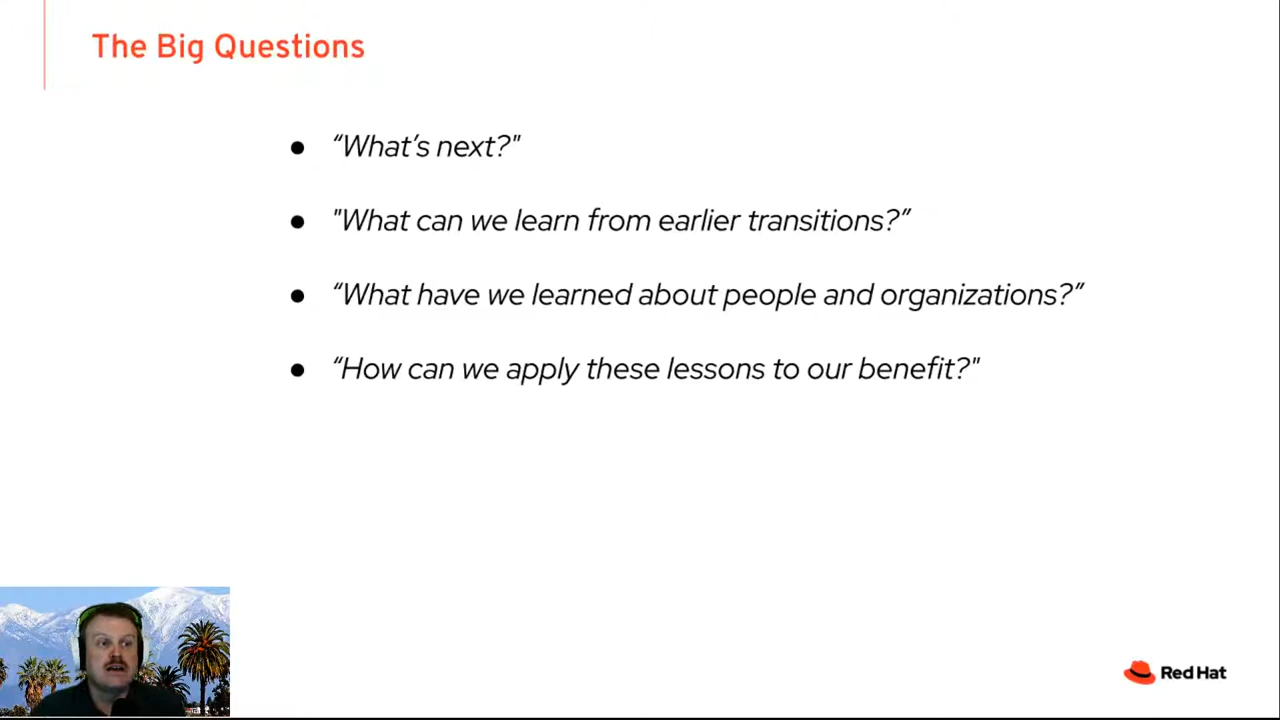 The Big Questions
● “What’s next?"
● "What can we learn from earlier transitions?”
● “What have we learned about people and organizations?”
● “How can we apply these lessons to our benefit?"
Red Hat